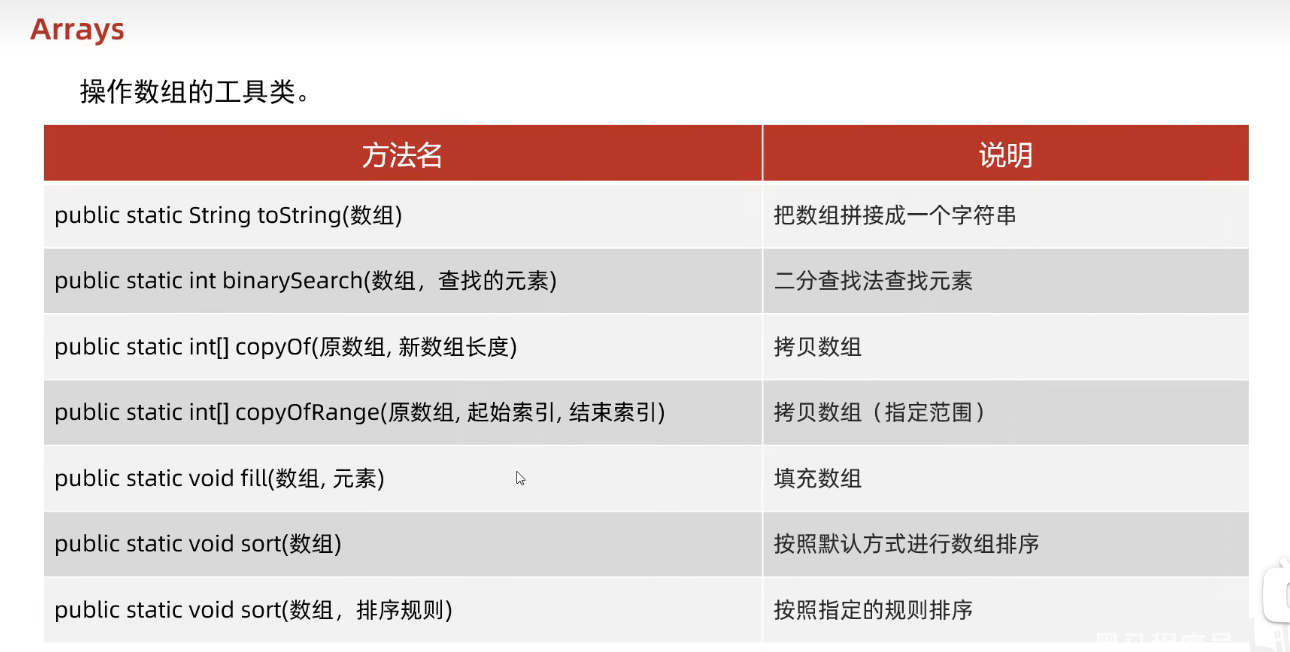 Arrays
操作数组的工具类。
方法名 说明
public static String toString(数组) 把数组拼接成一个字符串
public static int binarySearch(数组，查找的元素) 二分查找法查找元素
public static int[] copyOf(原数组, 新数组长度) 拷贝数组
public static int[] copyOfRange(原数组, 起始索引, 结束索引) 拷贝数组（指定范围）
public static void fill(数组, 元素) 填充数组
public static void sort(数组) 按照默认方式进行数组排序
public static void sort(数组，排序规则) 按照指定的规则排序